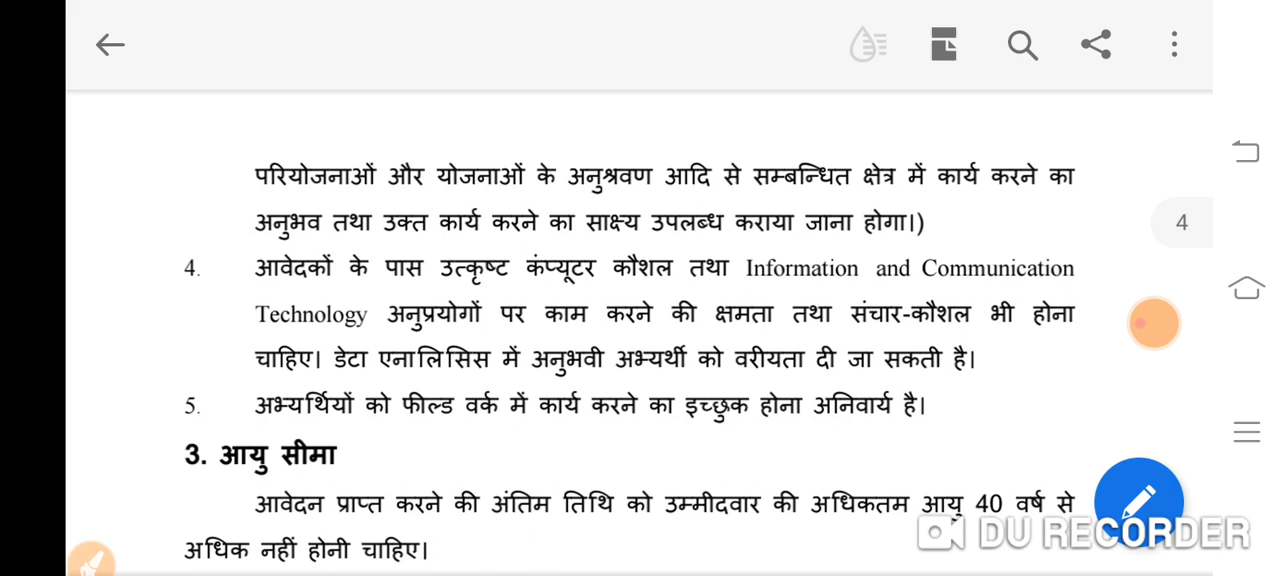 4
परियोजनाओं और योजनाओं के अनुश्रवण आदि से सम्बन्धित क्षेत्र में कार्य करने का
अनुभव तथा उक्त कार्य करने का साक्ष्य उपलब्ध कराया जाना होगा।)
4. आवेदकों के पास उत्कृष्ट कंप्यूटर कौशल तथा Information and Communication
Technology अनुप्रयोगों पर काम करने की क्षमता तथा संचार-कौशल भी होना
चाहिए। डेटा एनालिसिस में अनुभवी अभ्यर्थी को वरीयता दी जा सकती है।
5. अभ्यर्थियों को फील्ड वर्क में कार्य करने का इच्छुक होना अनिवार्य है।
3. आयु सीमा
आवेदन प्राप्त करने की अंतिम तिथि को उम्मीदवार की अधिकतम आयु 40 वर्ष से
अधिक नहीं होनी चाहिए।
DU RECORDER